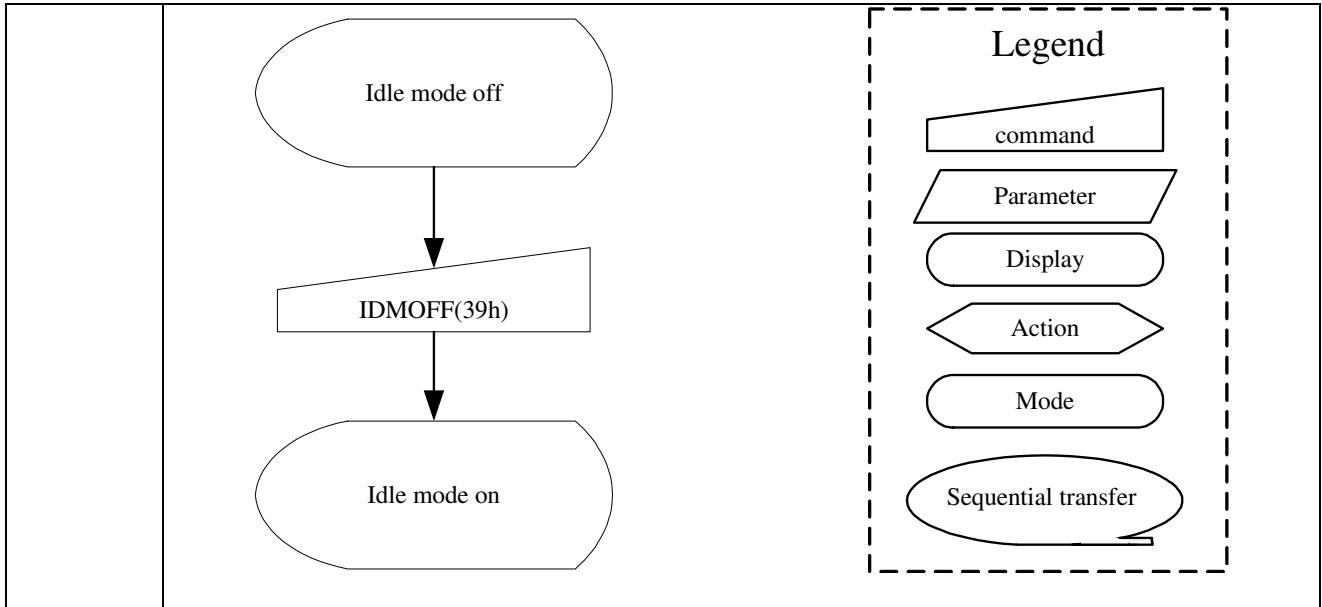 Idle mode off
IDMOFF(39h)
Idle mode on
Legend
command
Parameter
Display
Action
Mode
Sequential transfer